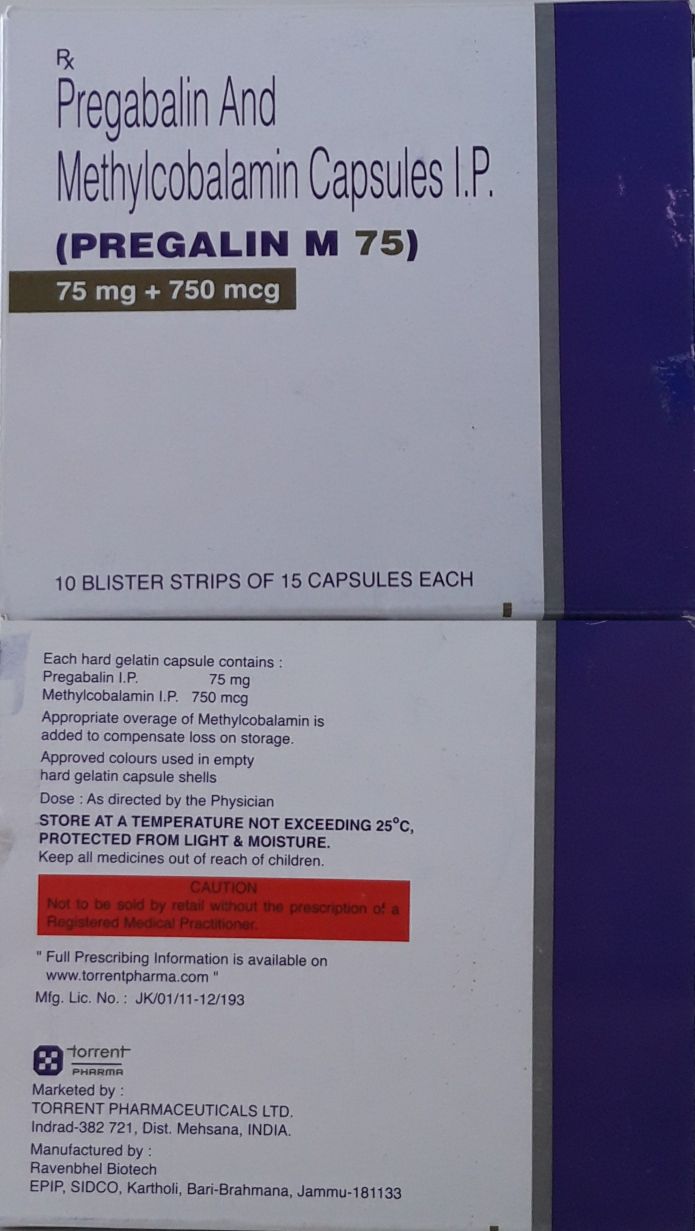 Rx
Pregabalin And
Methylcobalamin Capsules I.P.
(PREGALIN M 75)
75 mg + 750 mcg
10 BLISTER STRIPS OF 15 CAPSULES EACH
Each hard gelatin capsule contains :
Pregabalin I.P. 75 mg
Methylcobalamin I.P. 750 mcg
Appropriate overage of Methylcobalamin is
added to compensate loss on storage.
Approved colours used in empty
hard gelatin capsule shells
Dose : As directed by the Physician
STORE AT A TEMPERATURE NOT EXCEEDING 25°C,
PROTECTED FROM LIGHT & MOISTURE.
Keep all medicines out of reach of children.
CAUTION
Not to be sold by retail without the prescription of a
Registered Medical Practitioner.
" Full Prescribing Information is available on
www.torrentpharma.com "
Mfg. Lic. No. : JK/01/11-12/193
torrent
PHARMA
Marketed by :
TORRENT PHARMACEUTICALS LTD.
Indrad-382 721, Dist. Mehsana, INDIA.
Manufactured by :
Ravenbhel Biotech
EPIP, SIDCO, Kartholi, Bari-Brahmana, Jammu-181133